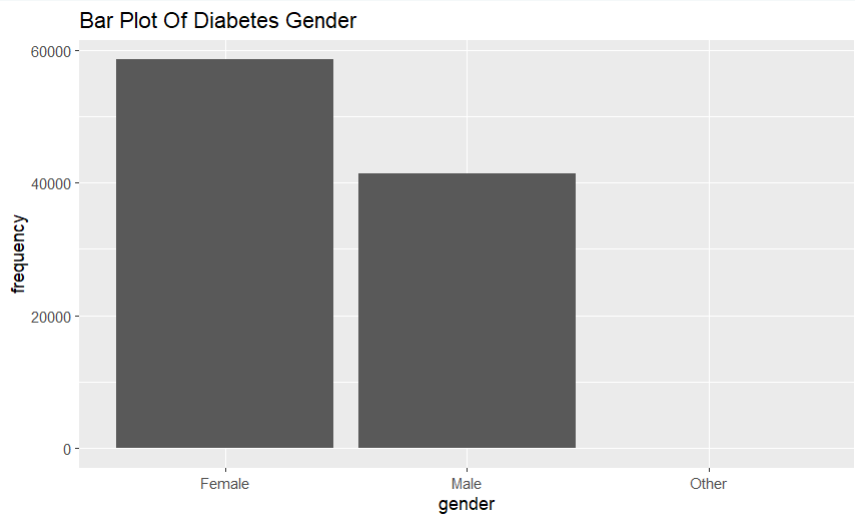 Bar Plot Of Diabetes Gender
60000
40000
20000
0
frequency
Female
Male
Other
gender